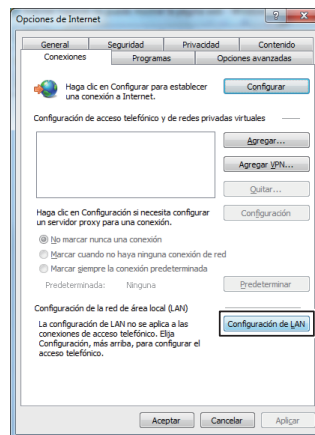 Opciones de Internet
General Seguridad Privacidad Contenido
Conexiones Programas Opciones avanzadas
Haga clic en Configurar para establecer
una conexión a Internet.
Configurar
Configuración de acceso telefónico y de redes privadas virtuales
Agregar...
Agregar VPN...
Quitar...
Haga clic en Configuración si necesita configurar
un servidor proxy para una conexión.
Configuración
No marcar nunca una conexión
Marcar cuando no haya ninguna conexión de red
Marcar siempre la conexión predeterminada
Predeterminada: Ninguna
Predeterminar
Configuración de la red de área local (LAN)
La configuración de LAN no se aplica a las
conexiones de acceso telefónico. Elija
Configuración, más arriba, para configurar el
acceso telefónico.
Configuración de LAN
Aceptar Cancelar Aplicar